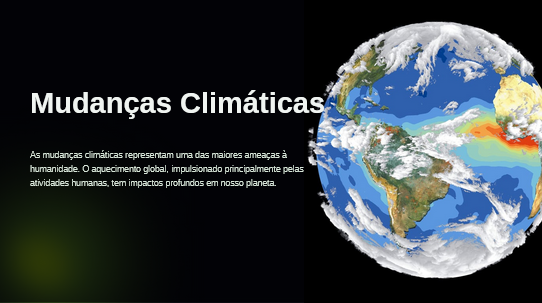 Mudanças Climáticas
As mudanças climáticas representam uma das maiores ameaças à
humanidade. O aquecimento global, impulsionado principalmente pelas
atividades humanas, tem impactos profundos em nosso planeta.